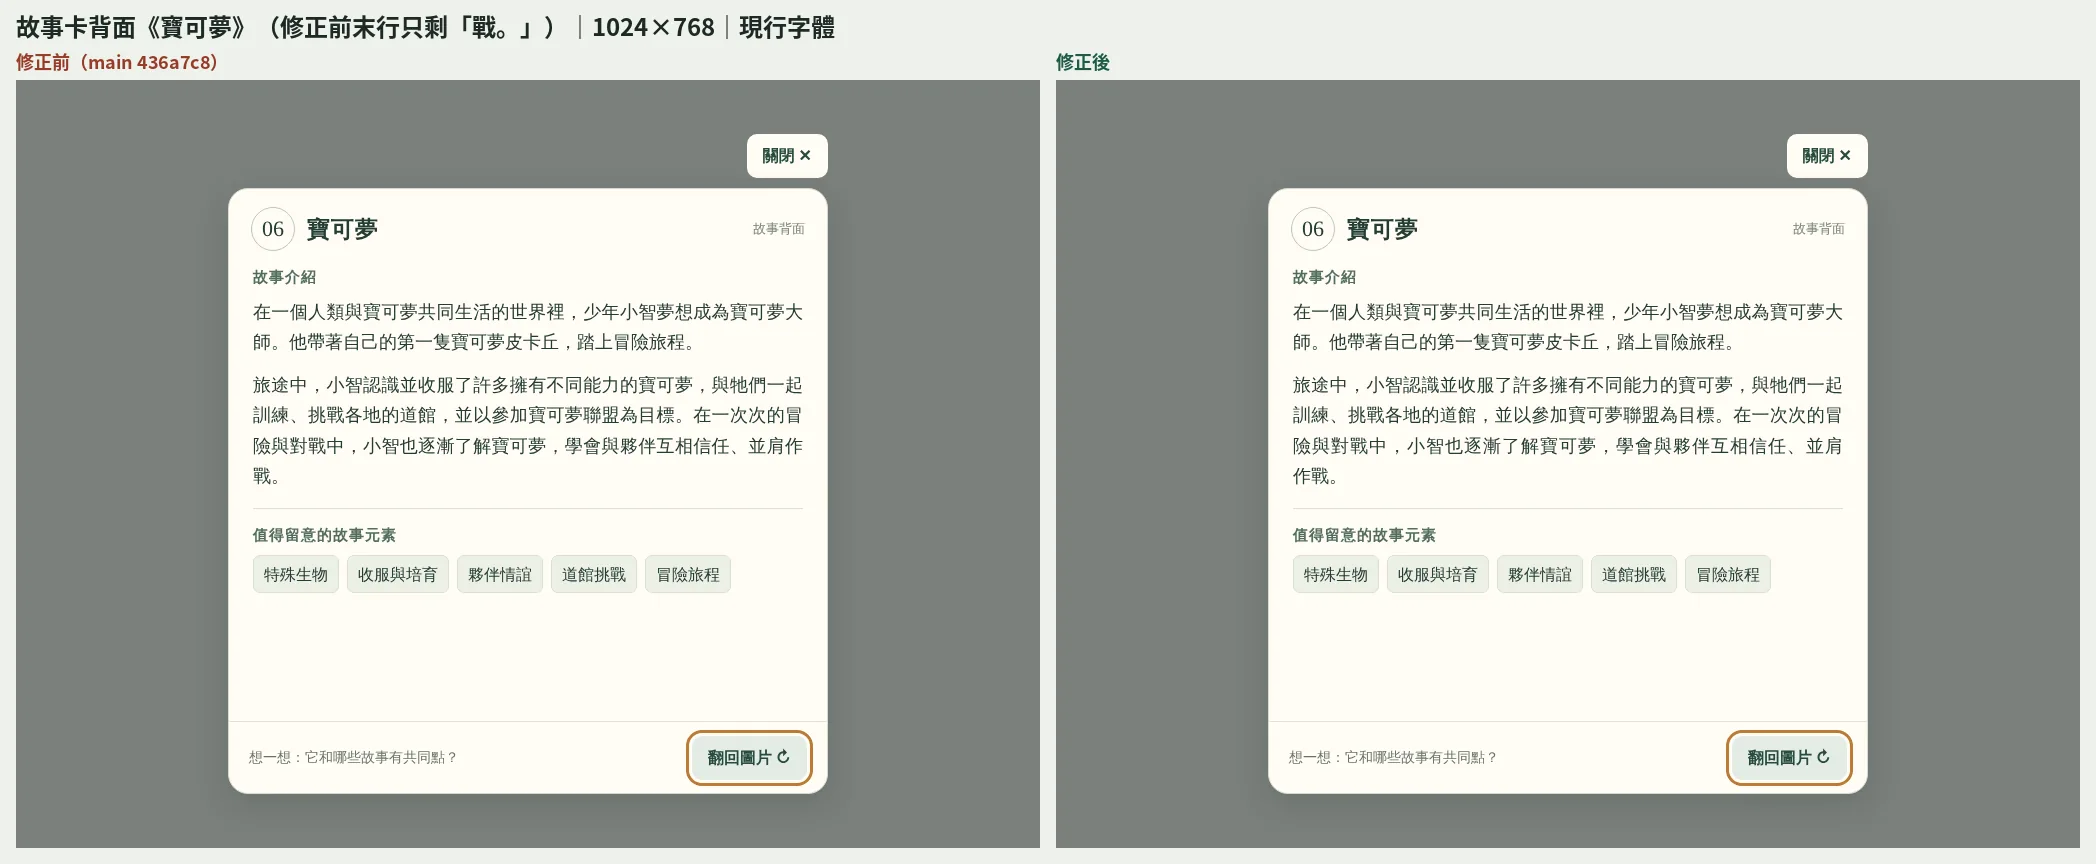 故事卡背面《寶可夢》（修正前末行只剩「戰。」）｜1024×768｜現行字體
修正前（main 436a7c8）
關閉 ✕
06 寶可夢 故事背面
故事介紹
在一個人類與寶可夢共同生活的世界裡，少年小智夢想成為寶可夢大
師。他帶著自己的第一隻寶可夢皮卡丘，踏上冒險旅程。
旅途中，小智認識並收服了許多擁有不同能力的寶可夢，與牠們一起
訓練、挑戰各地的道館，並以參加寶可夢聯盟為目標。在一次次的冒
險與對戰中，小智也逐漸了解寶可夢，學會與夥伴互相信任、並肩作
戰。
值得留意的故事元素
特殊生物 收服與培育 夥伴情誼 道館挑戰 冒險旅程
想一想：它和哪些故事有共同點？ 翻回圖片 ↻
修正後
關閉 ✕
06 寶可夢 故事背面
故事介紹
在一個人類與寶可夢共同生活的世界裡，少年小智夢想成為寶可夢大
師。他帶著自己的第一隻寶可夢皮卡丘，踏上冒險旅程。
旅途中，小智認識並收服了許多擁有不同能力的寶可夢，與牠們一起
訓練、挑戰各地的道館，並以參加寶可夢聯盟為目標。在一次次的冒
險與對戰中，小智也逐漸了解寶可夢，學會與夥伴互相信任、並肩
作戰。
值得留意的故事元素
特殊生物 收服與培育 夥伴情誼 道館挑戰 冒險旅程
想一想：它和哪些故事有共同點？ 翻回圖片 ↻